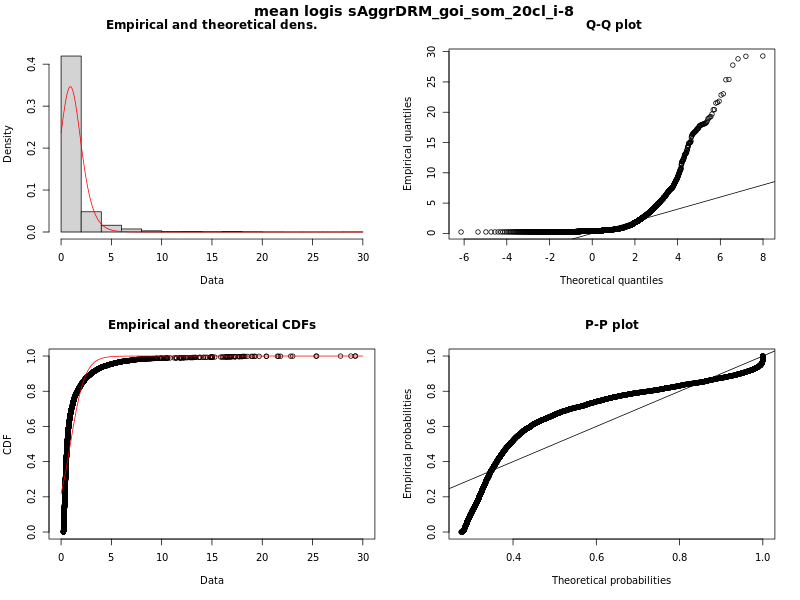 mean logis sAggrDRM_goi_som_20cl_i-8
Empirical and theoretical dens.
Density
0.0 0.1 0.2 0.3 0.4
0 5 10 15 20 25 30
Data
Q-Q plot
Empirical quantiles
0 5 10 15 20 25 30
-6 -4 -2 0 2 4 6 8
Theoretical quantiles
Empirical and theoretical CDFs
CDF
0.0 0.2 0.4 0.6 0.8 1.0
0 5 10 15 20 25 30
Data
P-P plot
Empirical probabilities
0.0 0.2 0.4 0.6 0.8 1.0
0.4 0.6 0.8 1.0
Theoretical probabilities